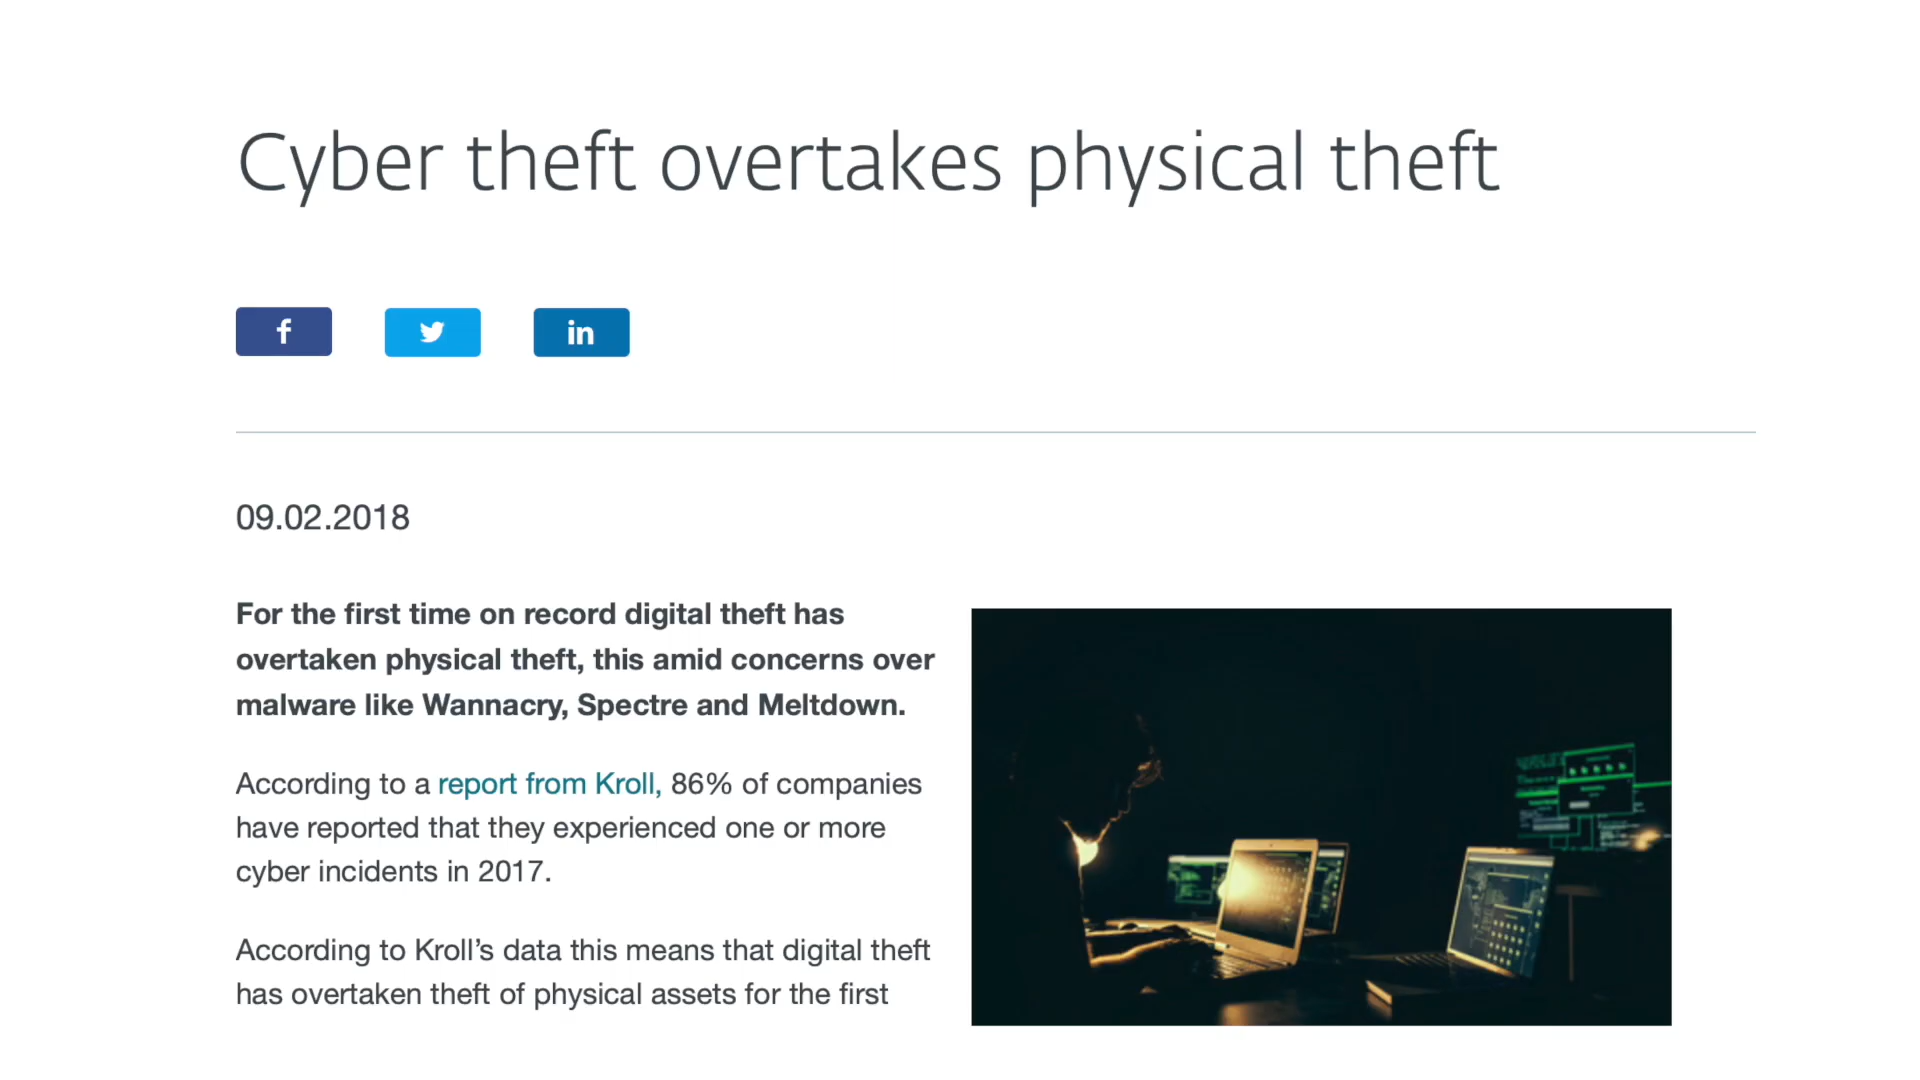 Cyber theft overtakes physical theft
f
in
09.02.2018
For the first time on record digital theft has
overtaken physical theft, this amid concerns over
malware like Wannacry, Spectre and Meltdown.
According to a report from Kroll, 86% of companies
have reported that they experienced one or more
cyber incidents in 2017.
According to Kroll’s data this means that digital theft
has overtaken theft of physical assets for the first